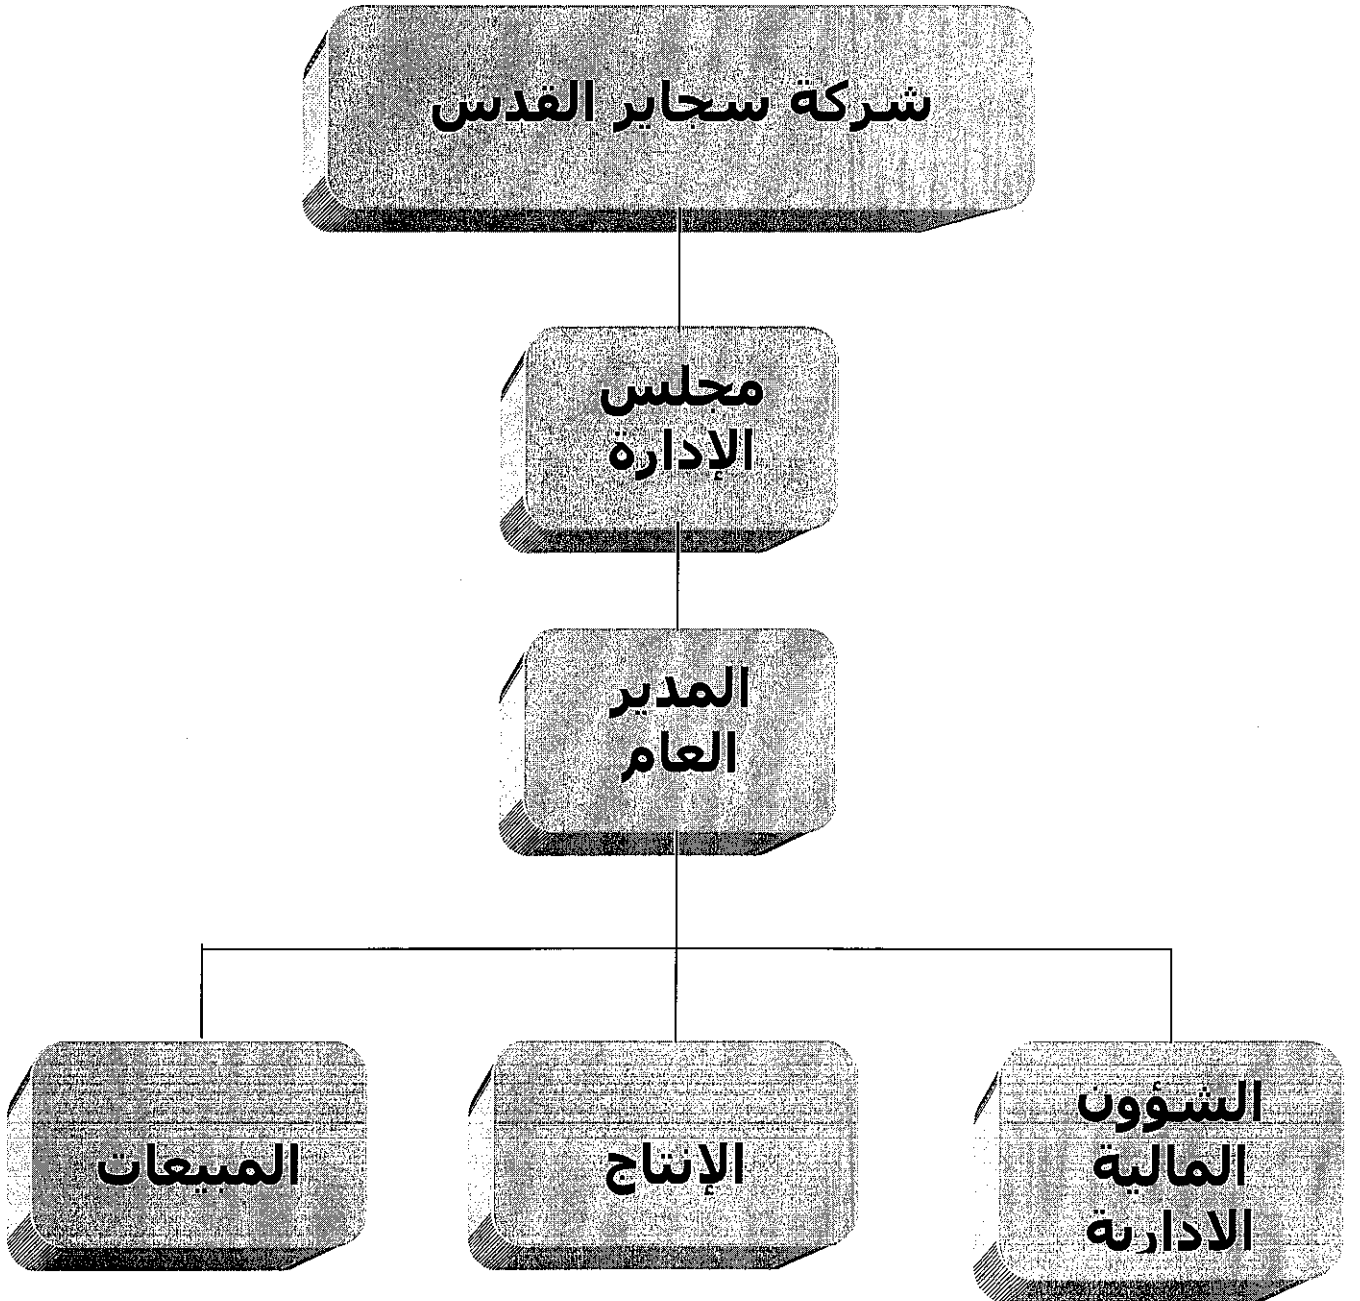 شركة سجاير القدس
مجلس
الإدارة
المدير
العام
الشؤون
المالية
الادارية
الإنتاج
المبيعات